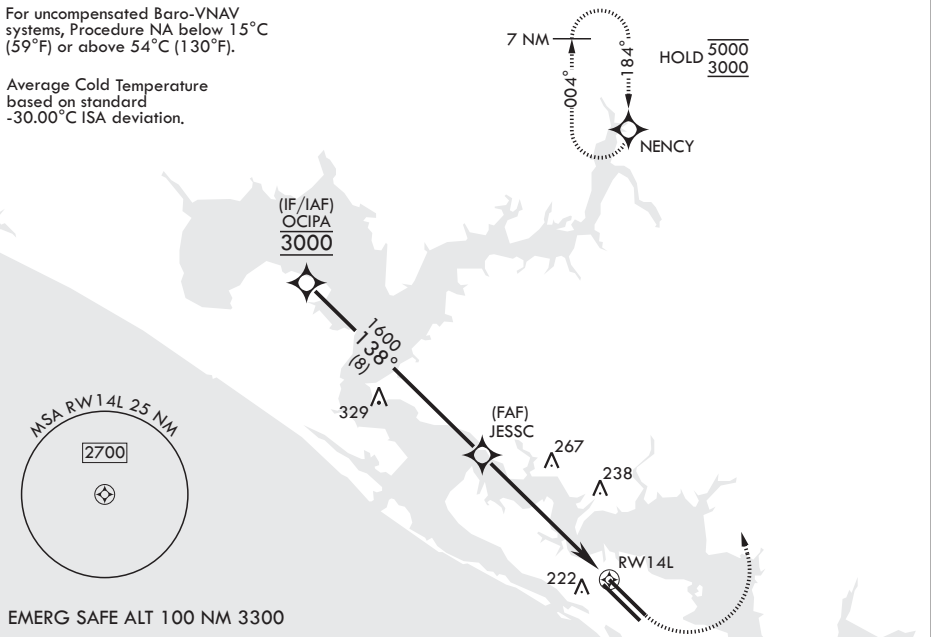 For uncompensated Baro-VNAV
systems, Procedure NA below 15°C
(59°F) or above 54°C (130°F).
Average Cold Temperature
based on standard
-30.00°C ISA deviation.
7 NM
004°
184°
HOLD 5000
3000
NENCY
(IF/IAF)
OCIPA
3000
1600
138°
(8)
329
(FAF)
JESSC
267
238
MSA RW14L 25 NM
2700
RW14L
222
EMERG SAFE ALT 100 NM 3300